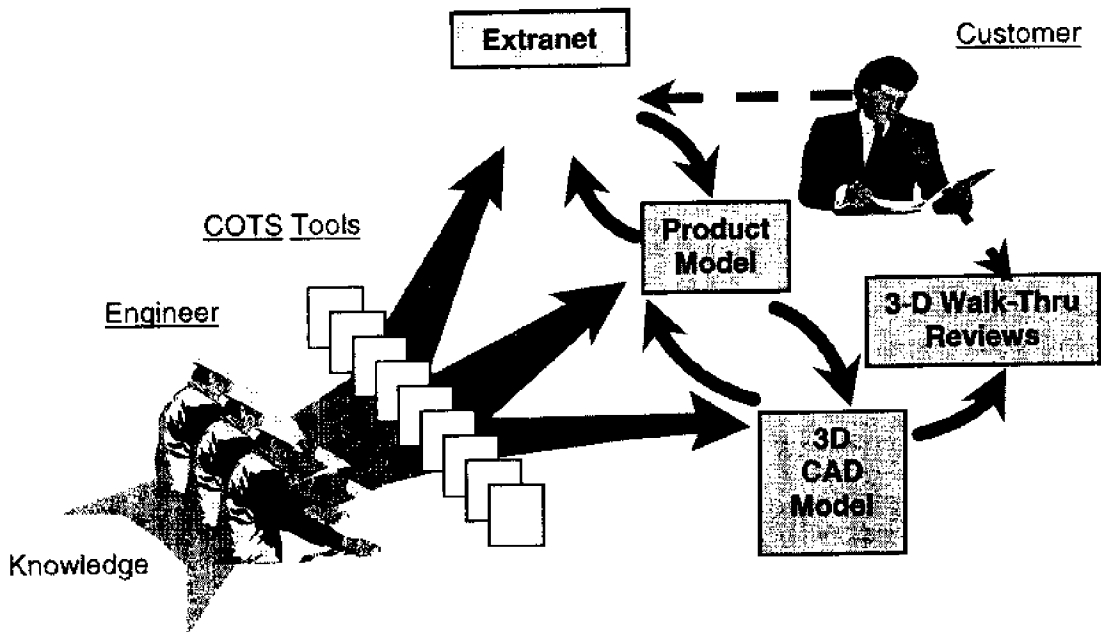 Extranet
Customer
COTS Tools
Product
Model
Engineer
3-D Walk-Thru
Reviews
3D
CAD
Model
Knowledge